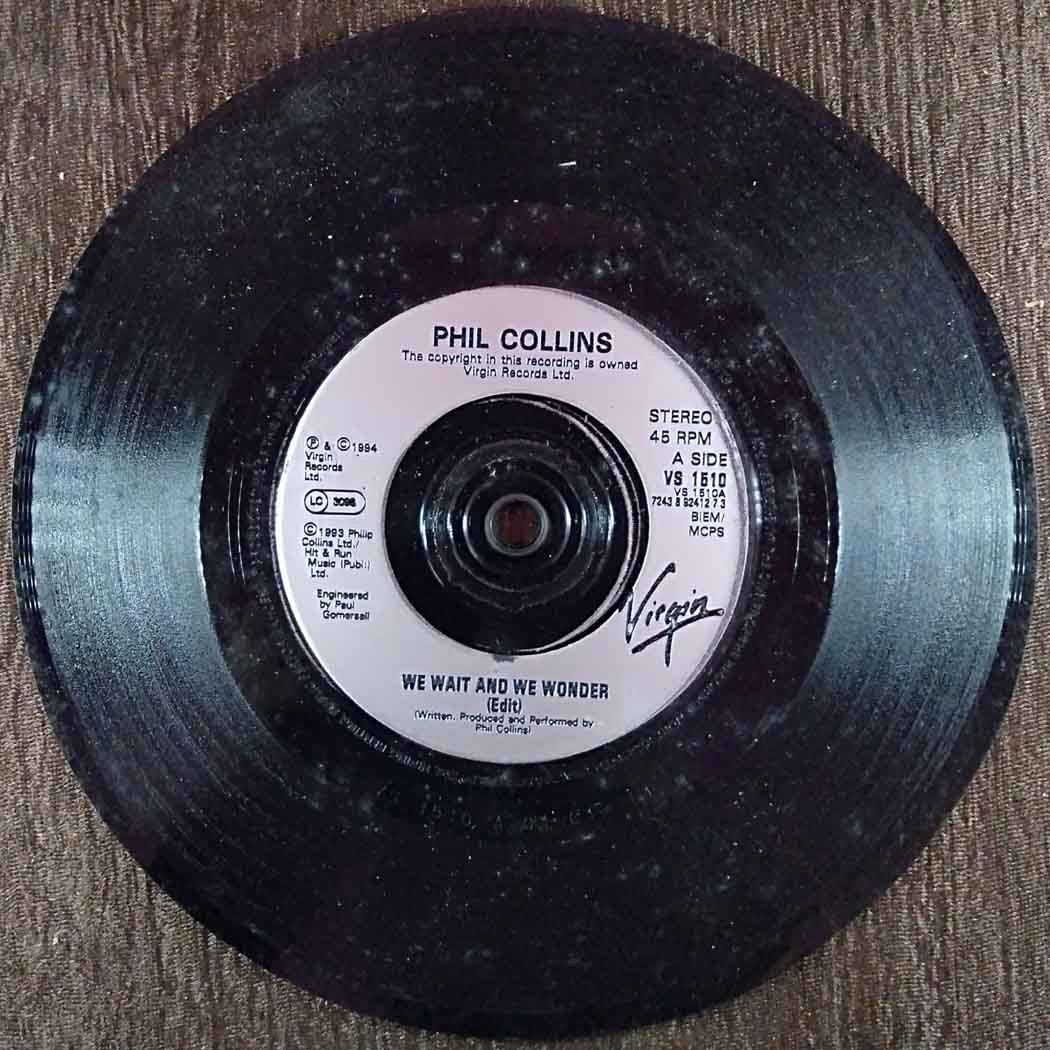 PHIL COLLINS
The copyright in this recording is owned
Virgin Records Ltd.
℗ & ©1994
Virgin
Records
Ltd.
LC 3098
©1993 Philip
Collins Ltd./
Hit & Run
Music (Publ:)
Ltd.
Engineered
by Paul
Gomersall
STEREO
45 RPM
A SIDE
VS 1510
VS 1510A
7243 8 92412 7 3
BIEM/
MCPS
Virgin
WE WAIT AND WE WONDER
(Edit)
(Written, Produced and Performed by
Phil Collins)